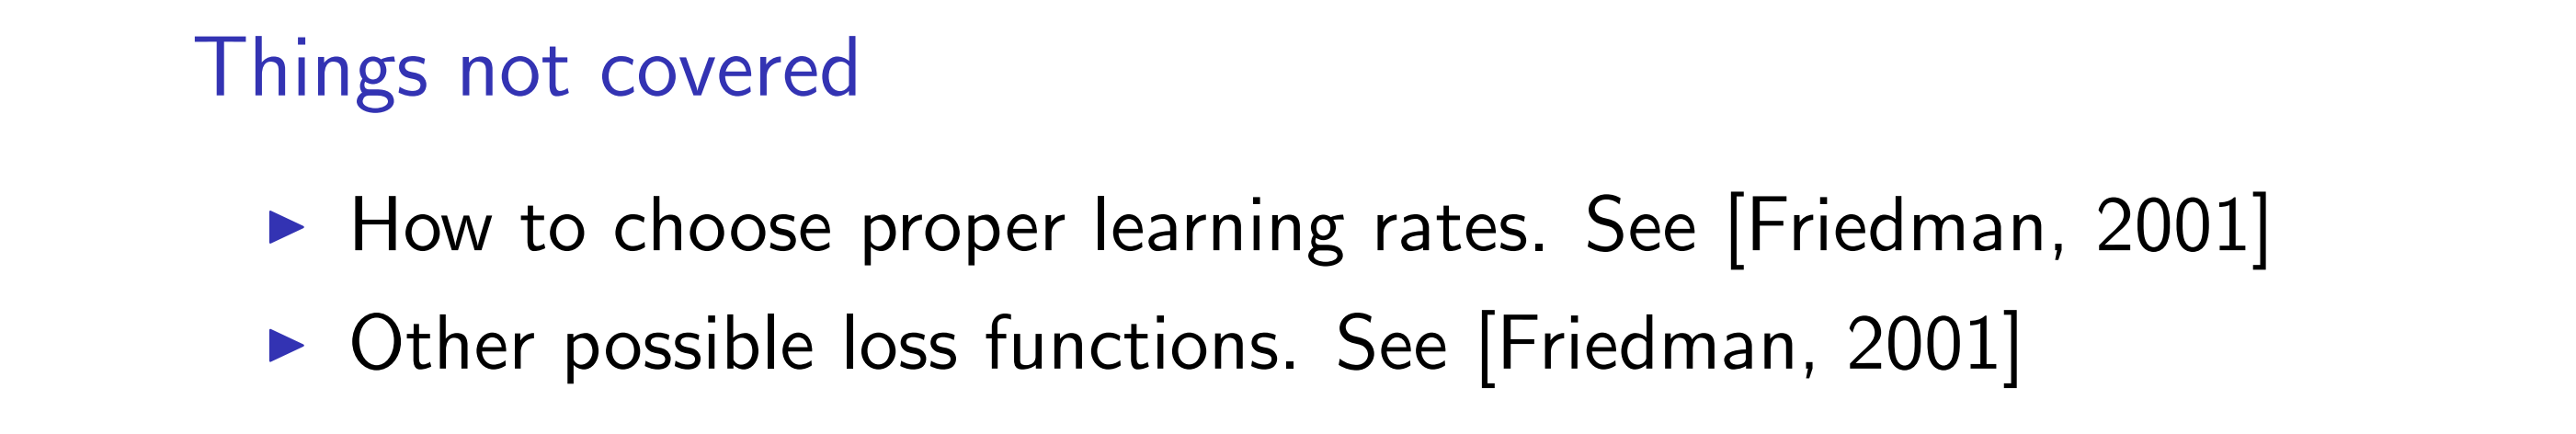 Things not covered
How to choose proper learning rates. See [Friedman, 2001]
Other possible loss functions. See [Friedman, 2001]